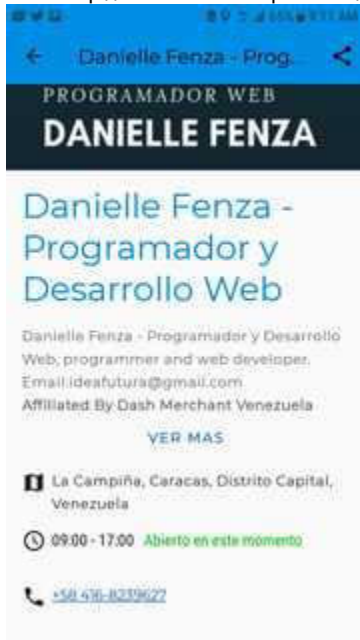 Danielle Fenza - Prog...
PROGRAMADOR WEB
DANIELLE FENZA
Danielle Fenza -
Programador y
Desarrollo Web
Danielle Fenza - Programador y Desarrollo
Web, programmer and web developer.
Email:ideafutura@gmail.com
Affiliated By Dash Merchant Venezuela
VER MAS
La Campiña, Caracas, Distrito Capital,
Venezuela
09:00 - 17:00 Abierto en este momento
+58 416-8239627